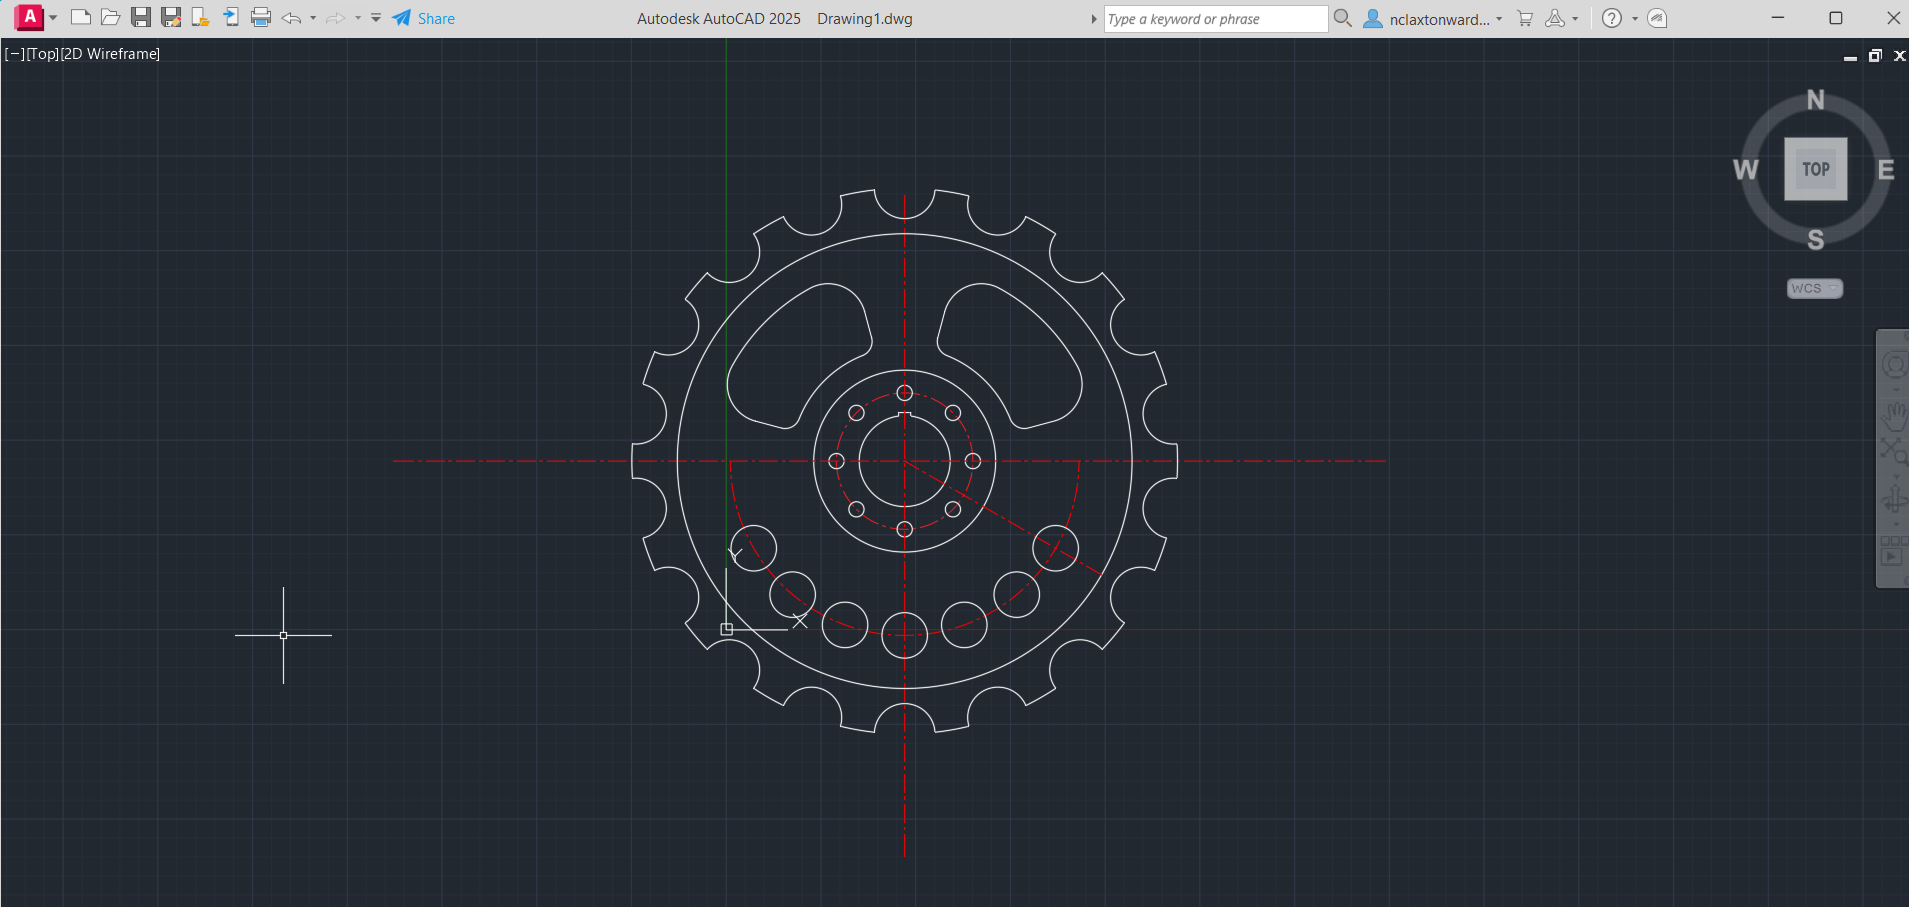 A
Share
Autodesk AutoCAD 2025 Drawing1.dwg
Type a keyword or phrase
nclaxtonward...
?
[−][Top][2D Wireframe]
N
W
TOP
E
S
WCS
Y
X